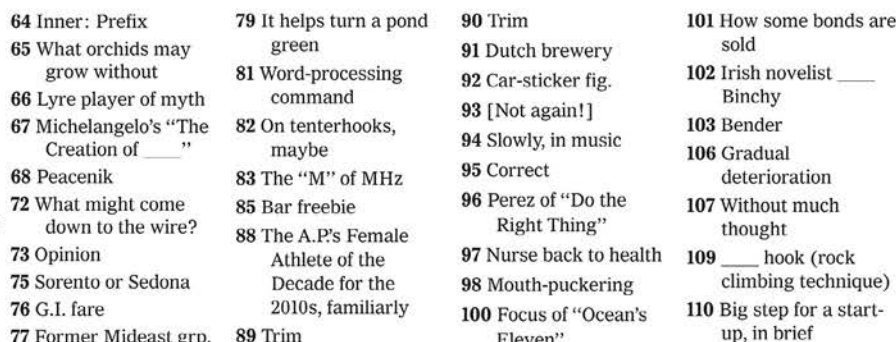 64 Inner: Prefix
65 What orchids may
grow without
66 Lyre player of myth
67 Michelangelo's “The
Creation of ____”
68 Peacenik
72 What might come
down to the wire?
73 Opinion
75 Sorento or Sedona
76 G.I. fare
77 Former Mideast grp.
79 It helps turn a pond
green
81 Word-processing
command
82 On tenterhooks,
maybe
83 The “M” of MHz
85 Bar freebie
88 The A.P.'s Female
Athlete of the
Decade for the
2010s, familiarly
89 Trim
90 Trim
91 Dutch brewery
92 Car-sticker fig.
93 [Not again!]
94 Slowly, in music
95 Correct
96 Perez of “Do the
Right Thing”
97 Nurse back to health
98 Mouth-puckering
100 Focus of “Ocean's
Eleven”
101 How some bonds are
sold
102 Irish novelist ____
Binchy
103 Bender
106 Gradual
deterioration
107 Without much
thought
109 ____ hook (rock
climbing technique)
110 Big step for a start-
up, in brief